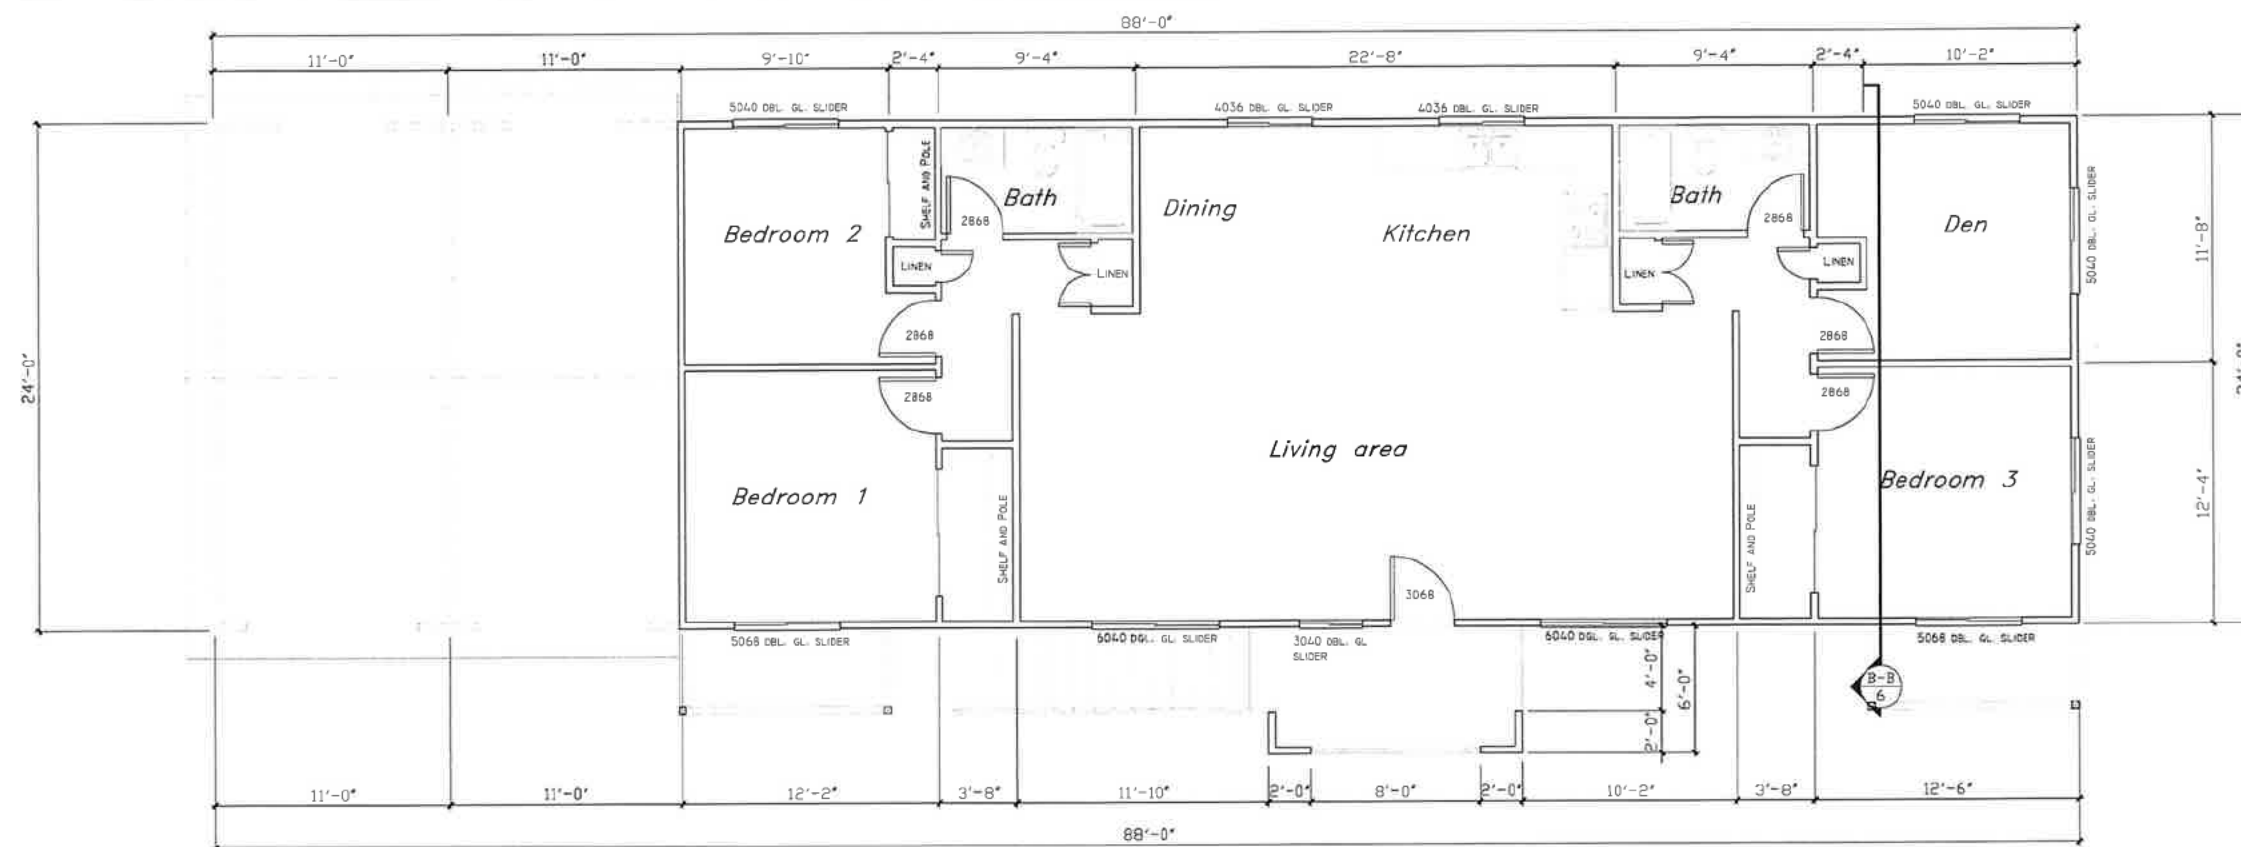 88'-0"
11'-0" 11'-0" 9'-10" 2'-4" 9'-4" 22'-8" 9'-4" 2'-4" 10'-2"
5040 DBL. GL. SLIDER 4036 DBL. GL. SLIDER 4036 DBL. GL. SLIDER 5040 DBL. GL. SLIDER
24'-0"
SHELF AND POLE
Bath
2868
Bedroom 2
LINEN
LINEN
2868
2868
Bedroom 1
SHELF AND POLE
Dining
Kitchen
Living area
3068
Bath
2868
LINEN
LINEN
Den
2868
2868
Bedroom 3
SHELF AND POLE
5040 DBL. GL. SLIDER
5040 DBL. GL. SLIDER
11'-8"
12'-4"
5068 DBL. GL. SLIDER 6040 DGL. GL. SLIDER 3040 DBL. GL
SLIDER
6040 DGL. GL. SLIDER 5068 DBL. GL. SLIDER
4'-0"
6'-0"
2'-0"
B-B
6
11'-0" 11'-0' 12'-2" 3'-8" 11'-10" 2'-0" 8'-0" 2'-0" 10'-2" 3'-8" 12'-6"
88'-0"